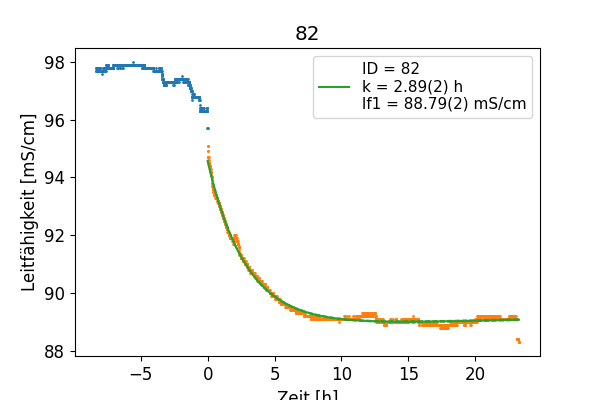 82
98
96
94
92
90
88
Leitfähigkeit [mS/cm]
ID = 82
k = 2.89(2) h
lf1 = 88.79(2) mS/cm
−5
0
5
10
15
20
Zeit [h]